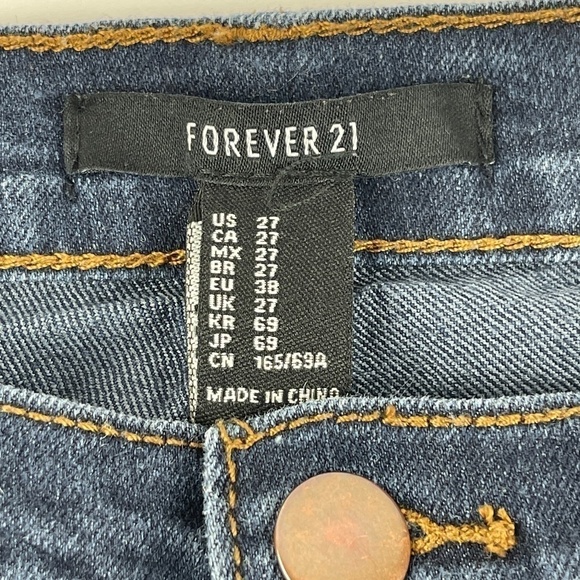 FOREVER 21
US 27
CA 27
MX 27
BR 27
EU 38
UK 27
KR 69
JP 69
CN 165/69A
MADE IN CHINA